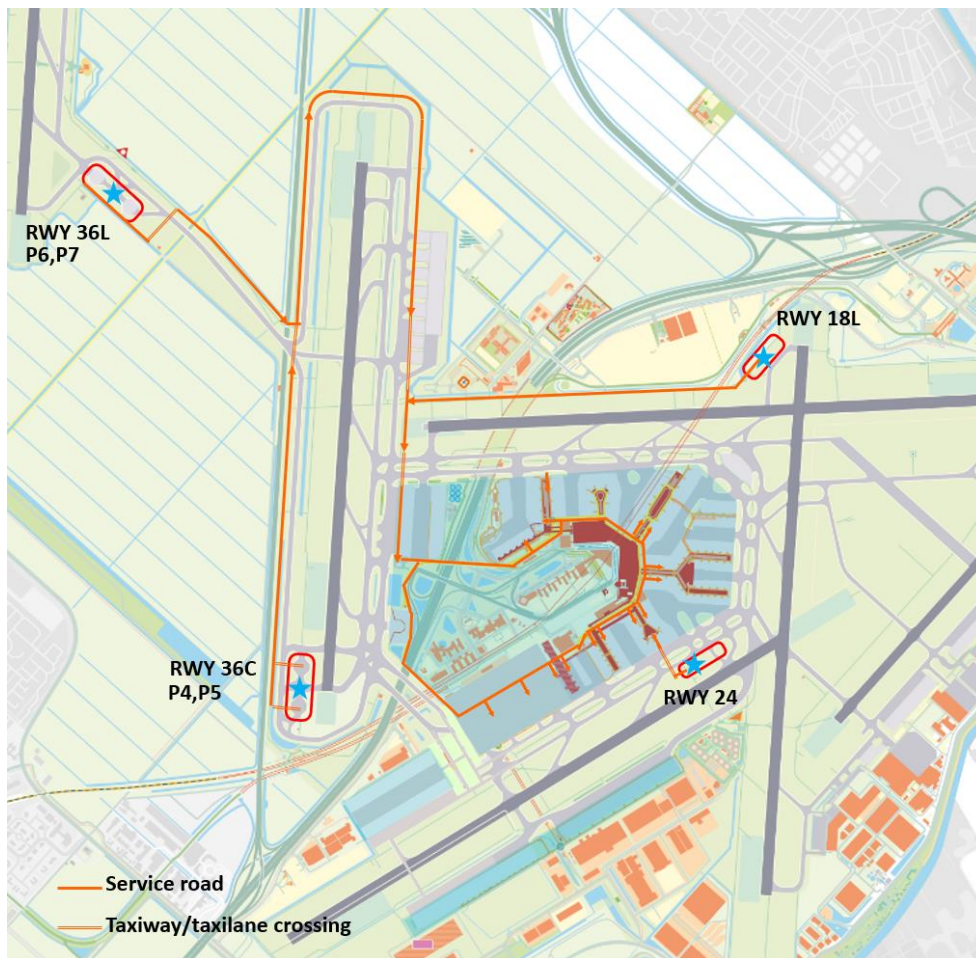 RWY 36L
P6,P7
RWY 18L
RWY 36C
P4,P5
RWY 24
Service road
Taxiway/taxilane crossing